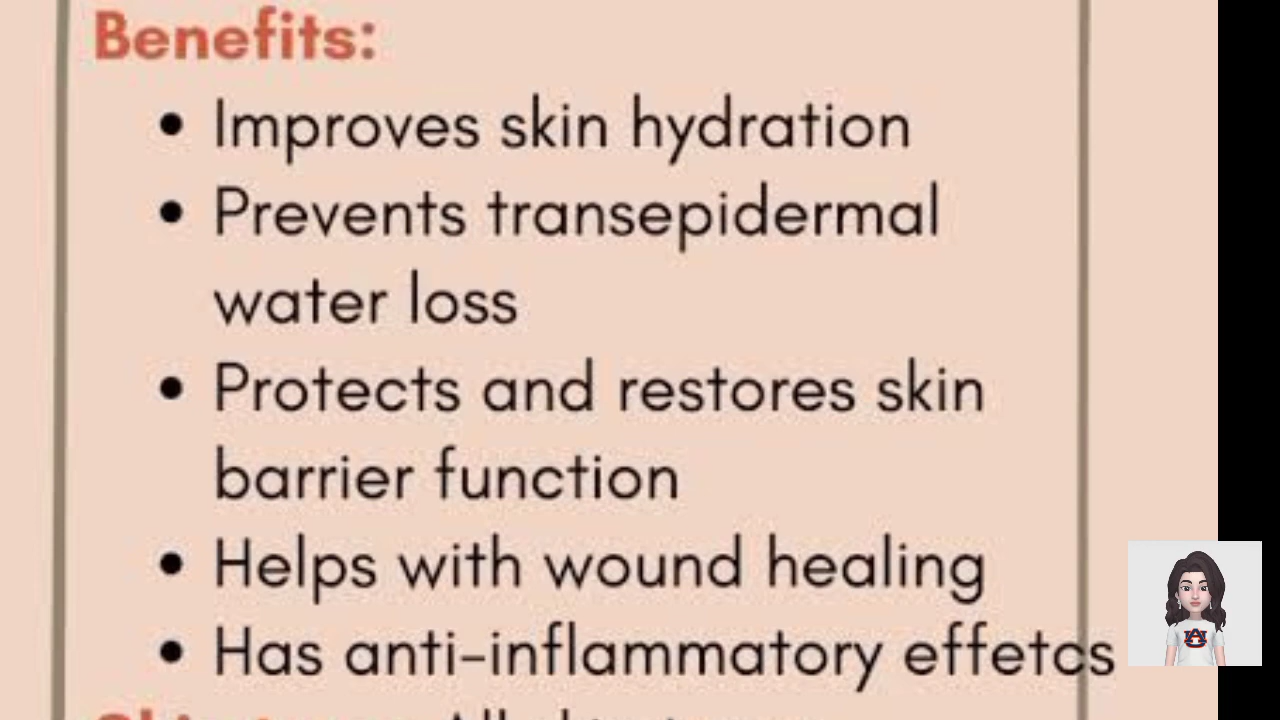 Benefits:
• Improves skin hydration
• Prevents transepidermal
water loss
• Protects and restores skin
barrier function
• Helps with wound healing
• Has anti-inflammatory effetcs